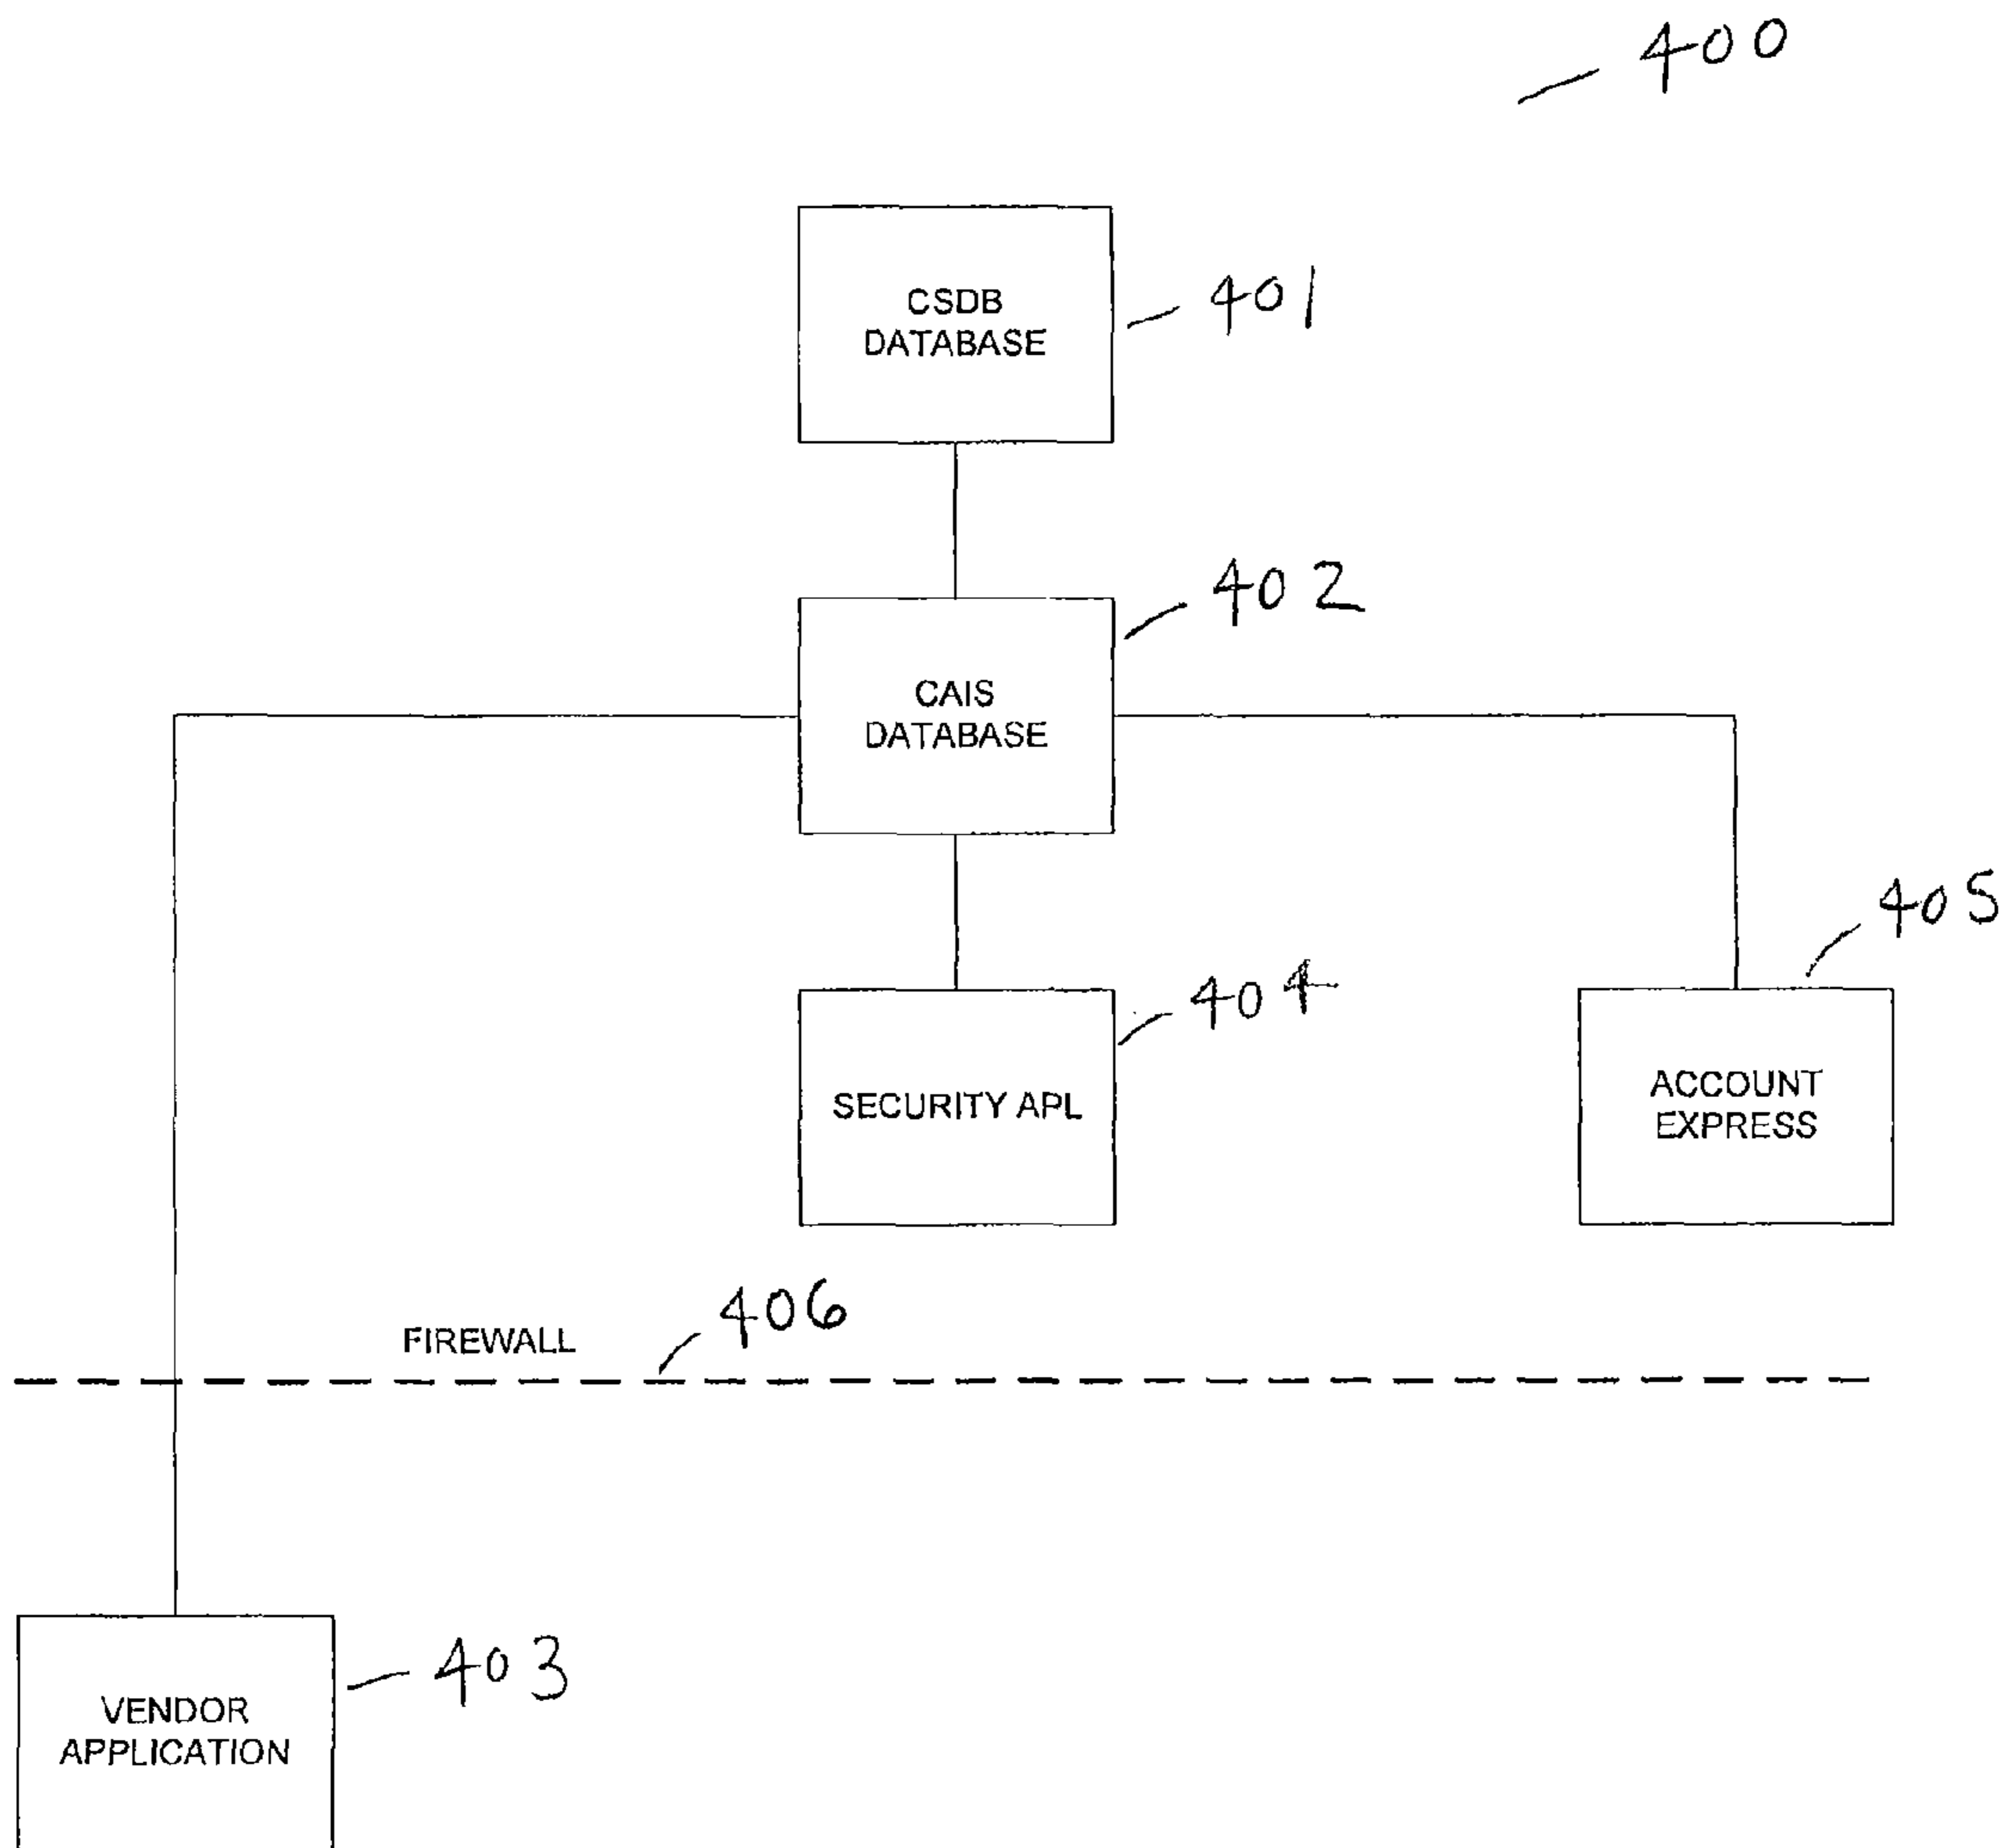 400
CSDB
DATABASE
401
402
CAIS
DATABASE
405
404
SECURITY APL
ACCOUNT
EXPRESS
406
FIREWALL
403
VENDOR
APPLICATION